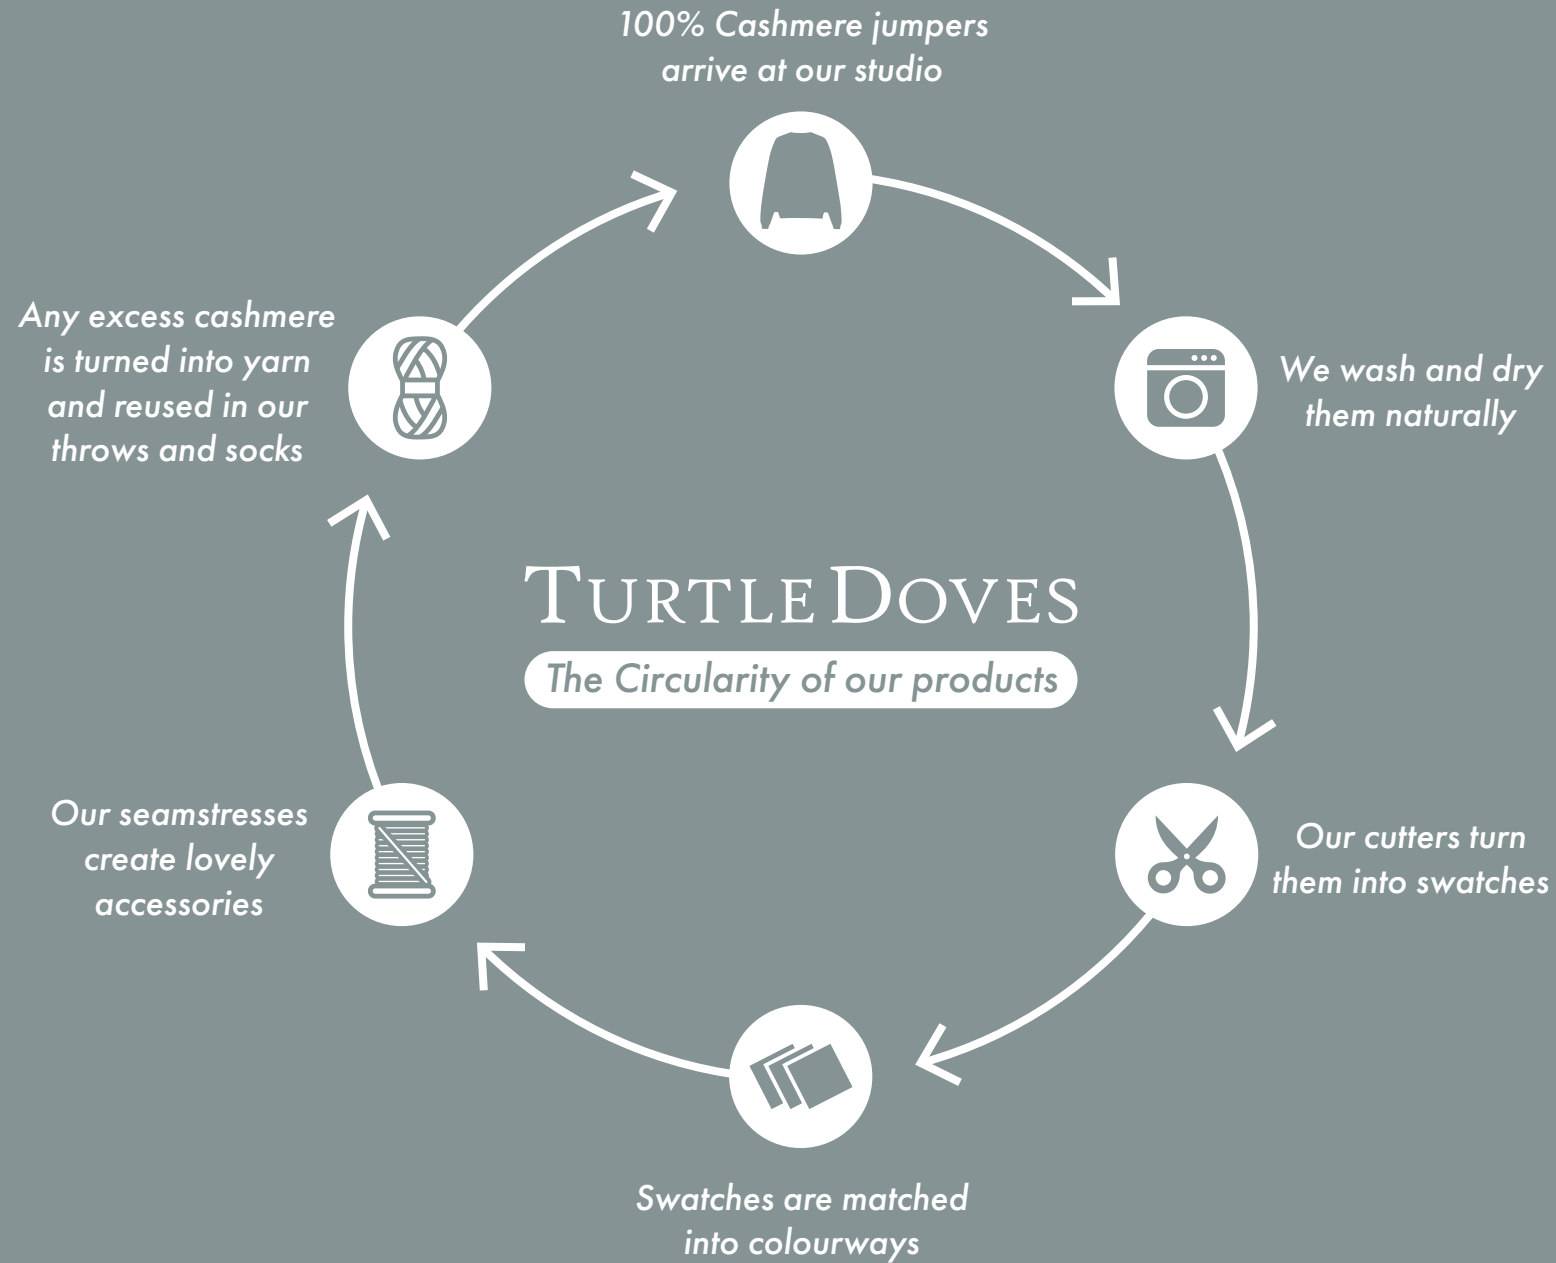 100% Cashmere jumpers
arrive at our studio
We wash and dry
them naturally
Our cutters turn
them into swatches
Swatches are matched
into colourways
Our seamstresses
create lovely
accessories
Any excess cashmere
is turned into yarn
and reused in our
throws and socks
TURTLE DOVES
The Circularity of our products